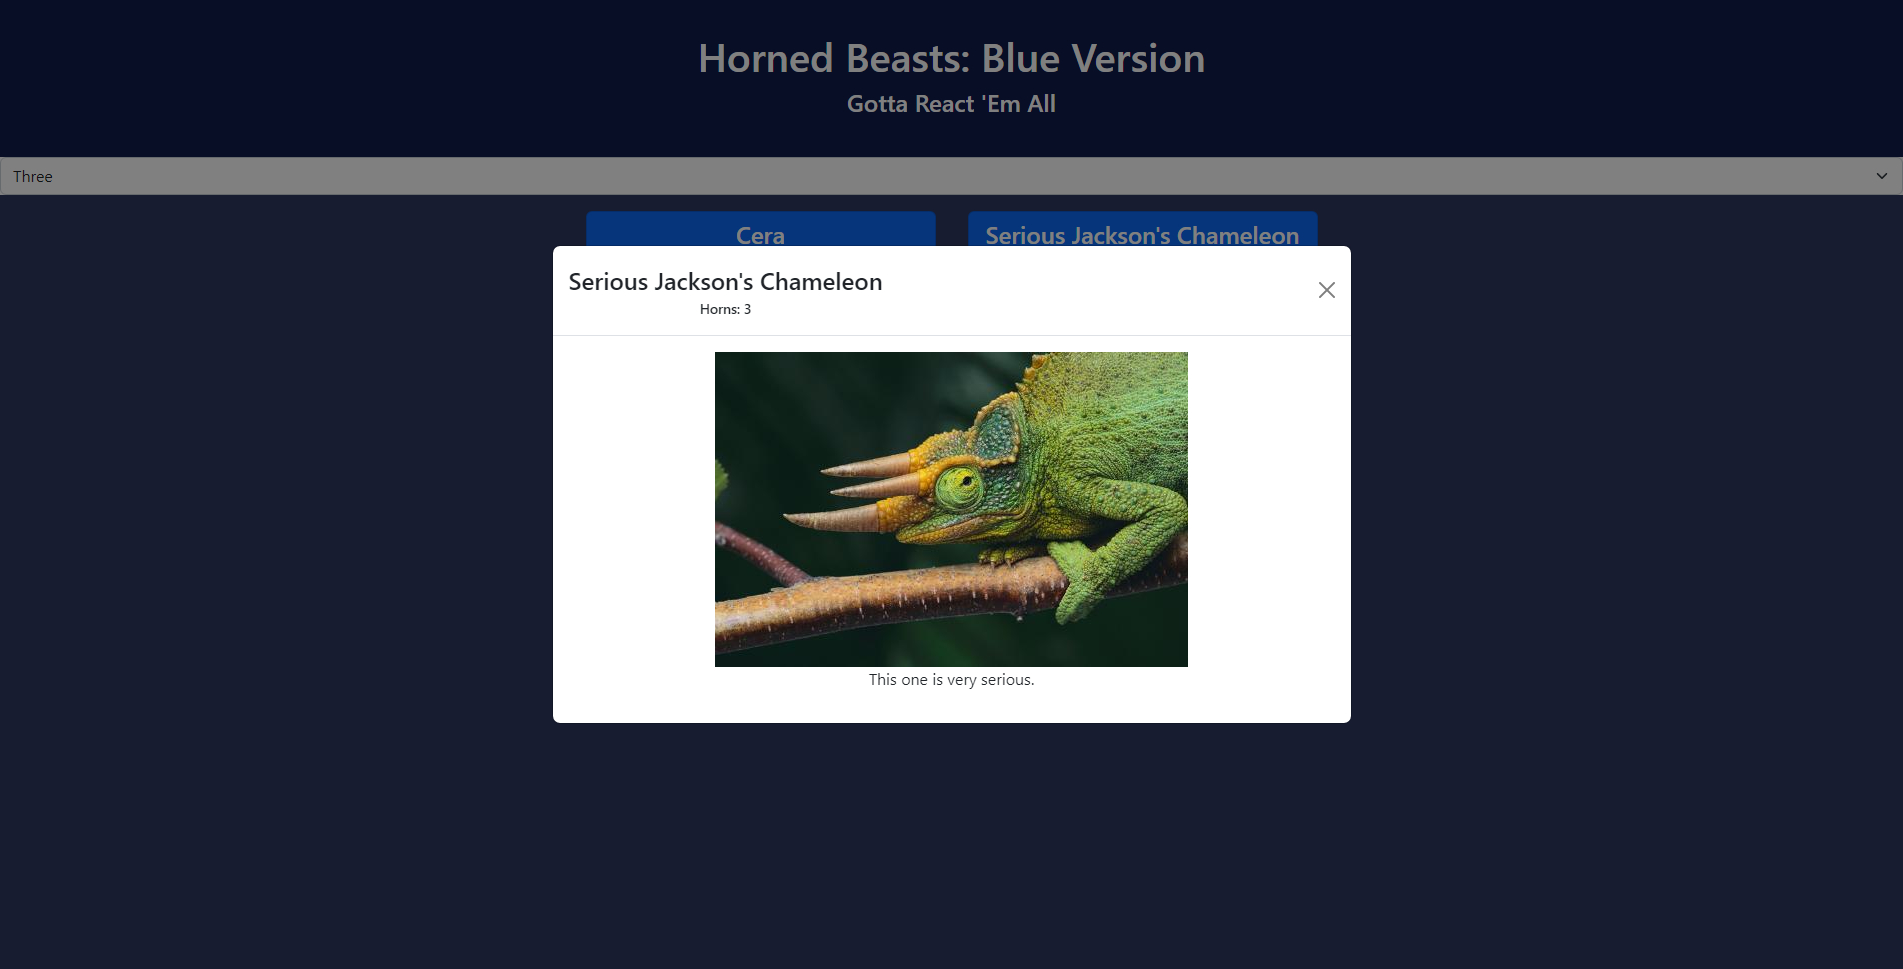 Horned Beasts: Blue Version
Gotta React 'Em All
Three
Cera
Serious Jackson's Chameleon
Serious Jackson's Chameleon
Horns: 3
This one is very serious.